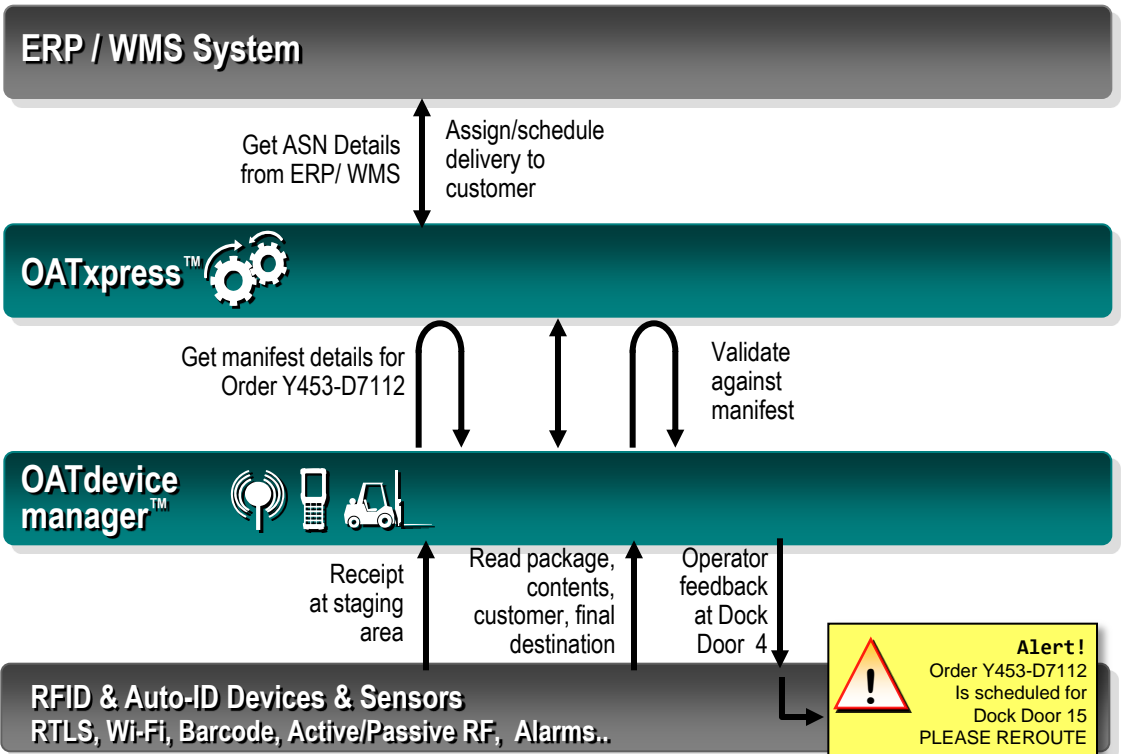 ERP / WMS System
Get ASN Details
from ERP/ WMS
Assign/schedule
delivery to
customer
OATxpress™
Get manifest details for
Order Y453-D7112
Validate
against
manifest
OATdevice
manager™
Receipt
at staging
area
Read package,
contents,
customer, final
destination
Operator
feedback
at Dock
Door 4
Alert!
Order Y453-D7112
Is scheduled for
Dock Door 15
PLEASE REROUTE
RFID & Auto-ID Devices & Sensors
RTLS, Wi-Fi, Barcode, Active/Passive RF, Alarms..